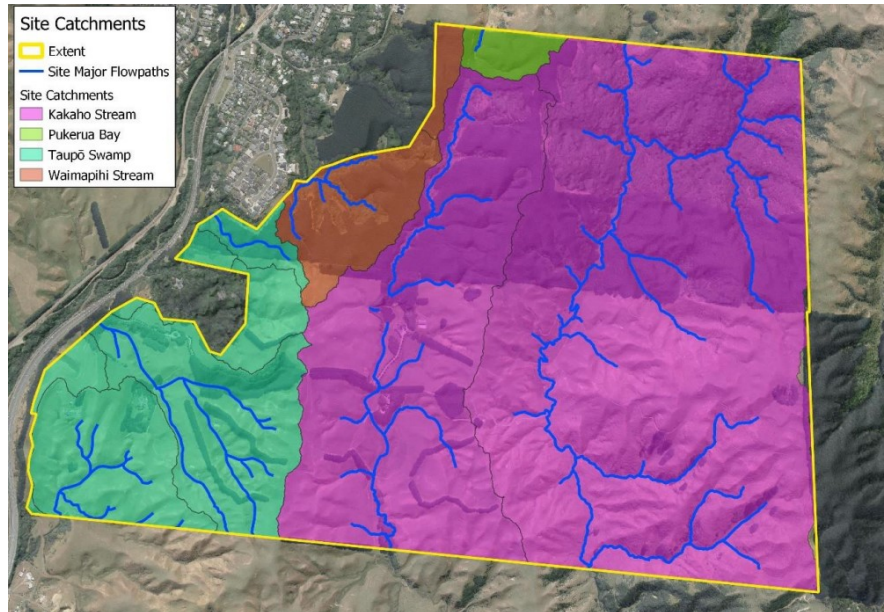 Site Catchments
Extent
Site Major Flowpaths
Site Catchments
Kakaho Stream
Pukerua Bay
Taupō Swamp
Waimapihi Stream